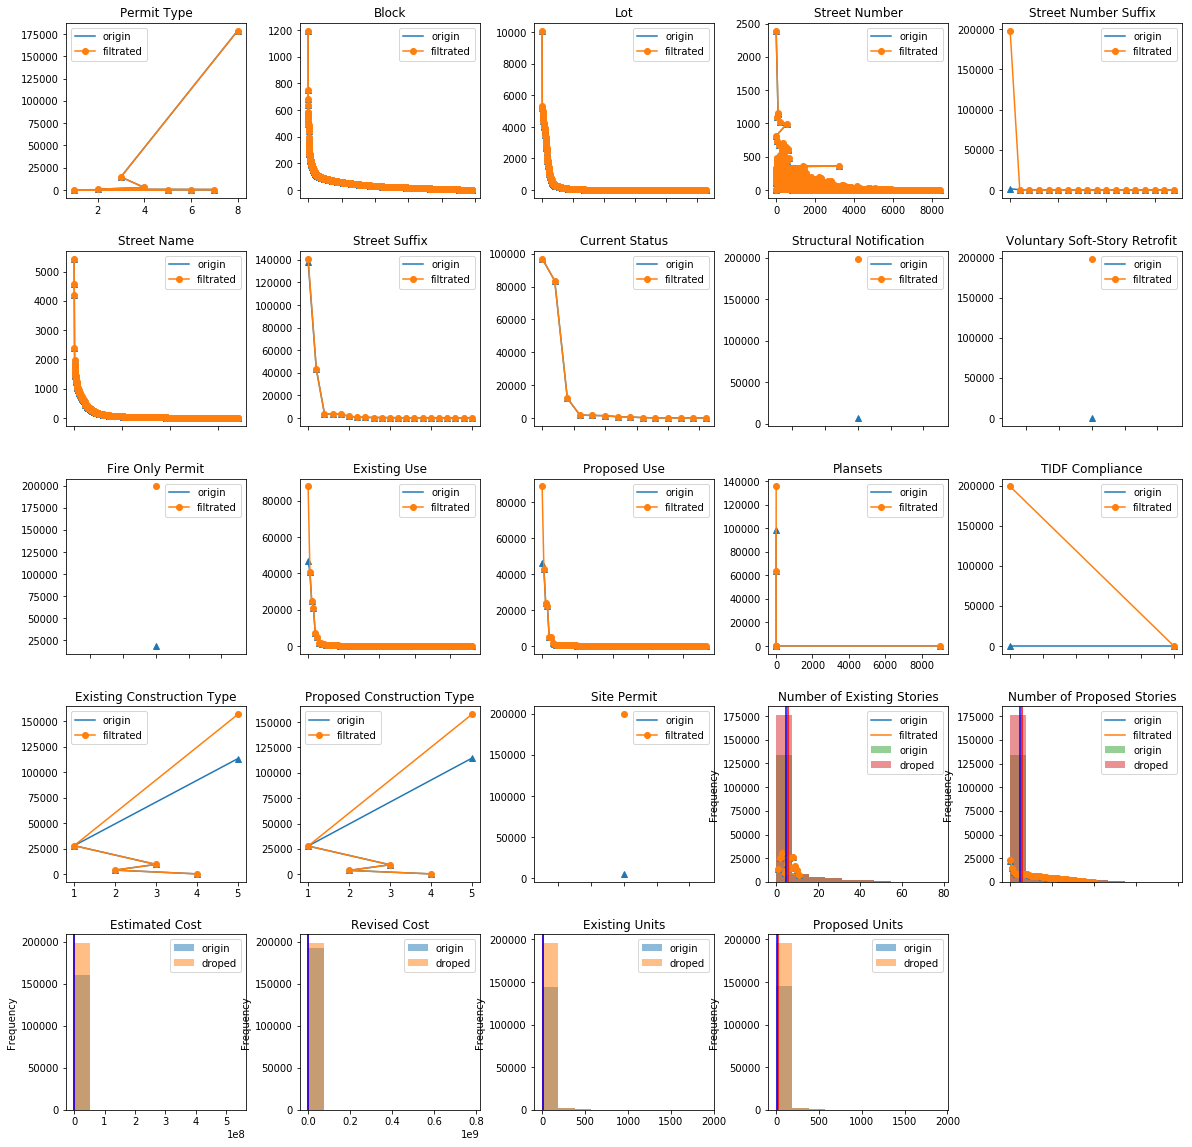 Permit Type
175000
150000
125000
100000
75000
50000
25000
0
2
4
6
8
origin
filtrated
Block
1200
1000
800
600
400
200
0
origin
filtrated
Lot
10000
8000
6000
4000
2000
0
origin
filtrated
Street Number
2500
2000
1500
1000
500
0
0
2000
4000
6000
8000
origin
filtrated
Street Number Suffix
200000
150000
100000
50000
0
origin
filtrated
Street Name
5000
4000
3000
2000
1000
0
origin
filtrated
Street Suffix
140000
120000
100000
80000
60000
40000
20000
0
origin
filtrated
Current Status
100000
80000
60000
40000
20000
0
origin
filtrated
Structural Notification
200000
150000
100000
50000
0
origin
filtrated
Voluntary Soft-Story Retrofit
200000
150000
100000
50000
0
origin
filtrated
Fire Only Permit
200000
175000
150000
125000
100000
75000
50000
25000
origin
filtrated
Existing Use
80000
60000
40000
20000
0
origin
filtrated
Proposed Use
80000
60000
40000
20000
0
origin
filtrated
Plansets
140000
120000
100000
80000
60000
40000
20000
0
0
2000
4000
6000
8000
origin
filtrated
TIDF Compliance
200000
150000
100000
50000
0
origin
filtrated
Existing Construction Type
150000
125000
100000
75000
50000
25000
0
1
2
3
4
5
origin
filtrated
Proposed Construction Type
150000
125000
100000
75000
50000
25000
0
1
2
3
4
5
origin
filtrated
Site Permit
200000
150000
100000
50000
0
origin
filtrated
Number of Existing Stories
Frequency
175000
150000
125000
100000
75000
50000
25000
0
0
20
40
60
80
origin
filtrated
origin
droped
Number of Proposed Stories
Frequency
175000
150000
125000
100000
75000
50000
25000
0
origin
filtrated
origin
droped
Estimated Cost
Frequency
200000
150000
100000
50000
0
0
1
2
3
4
5
1e8
origin
droped
Revised Cost
Frequency
200000
150000
100000
50000
0
0.0
0.2
0.4
0.6
0.8
1e9
origin
droped
Existing Units
Frequency
200000
150000
100000
50000
0
0
500
1000
1500
2000
origin
droped
Proposed Units
Frequency
200000
150000
100000
50000
0
0
500
1000
1500
2000
origin
droped